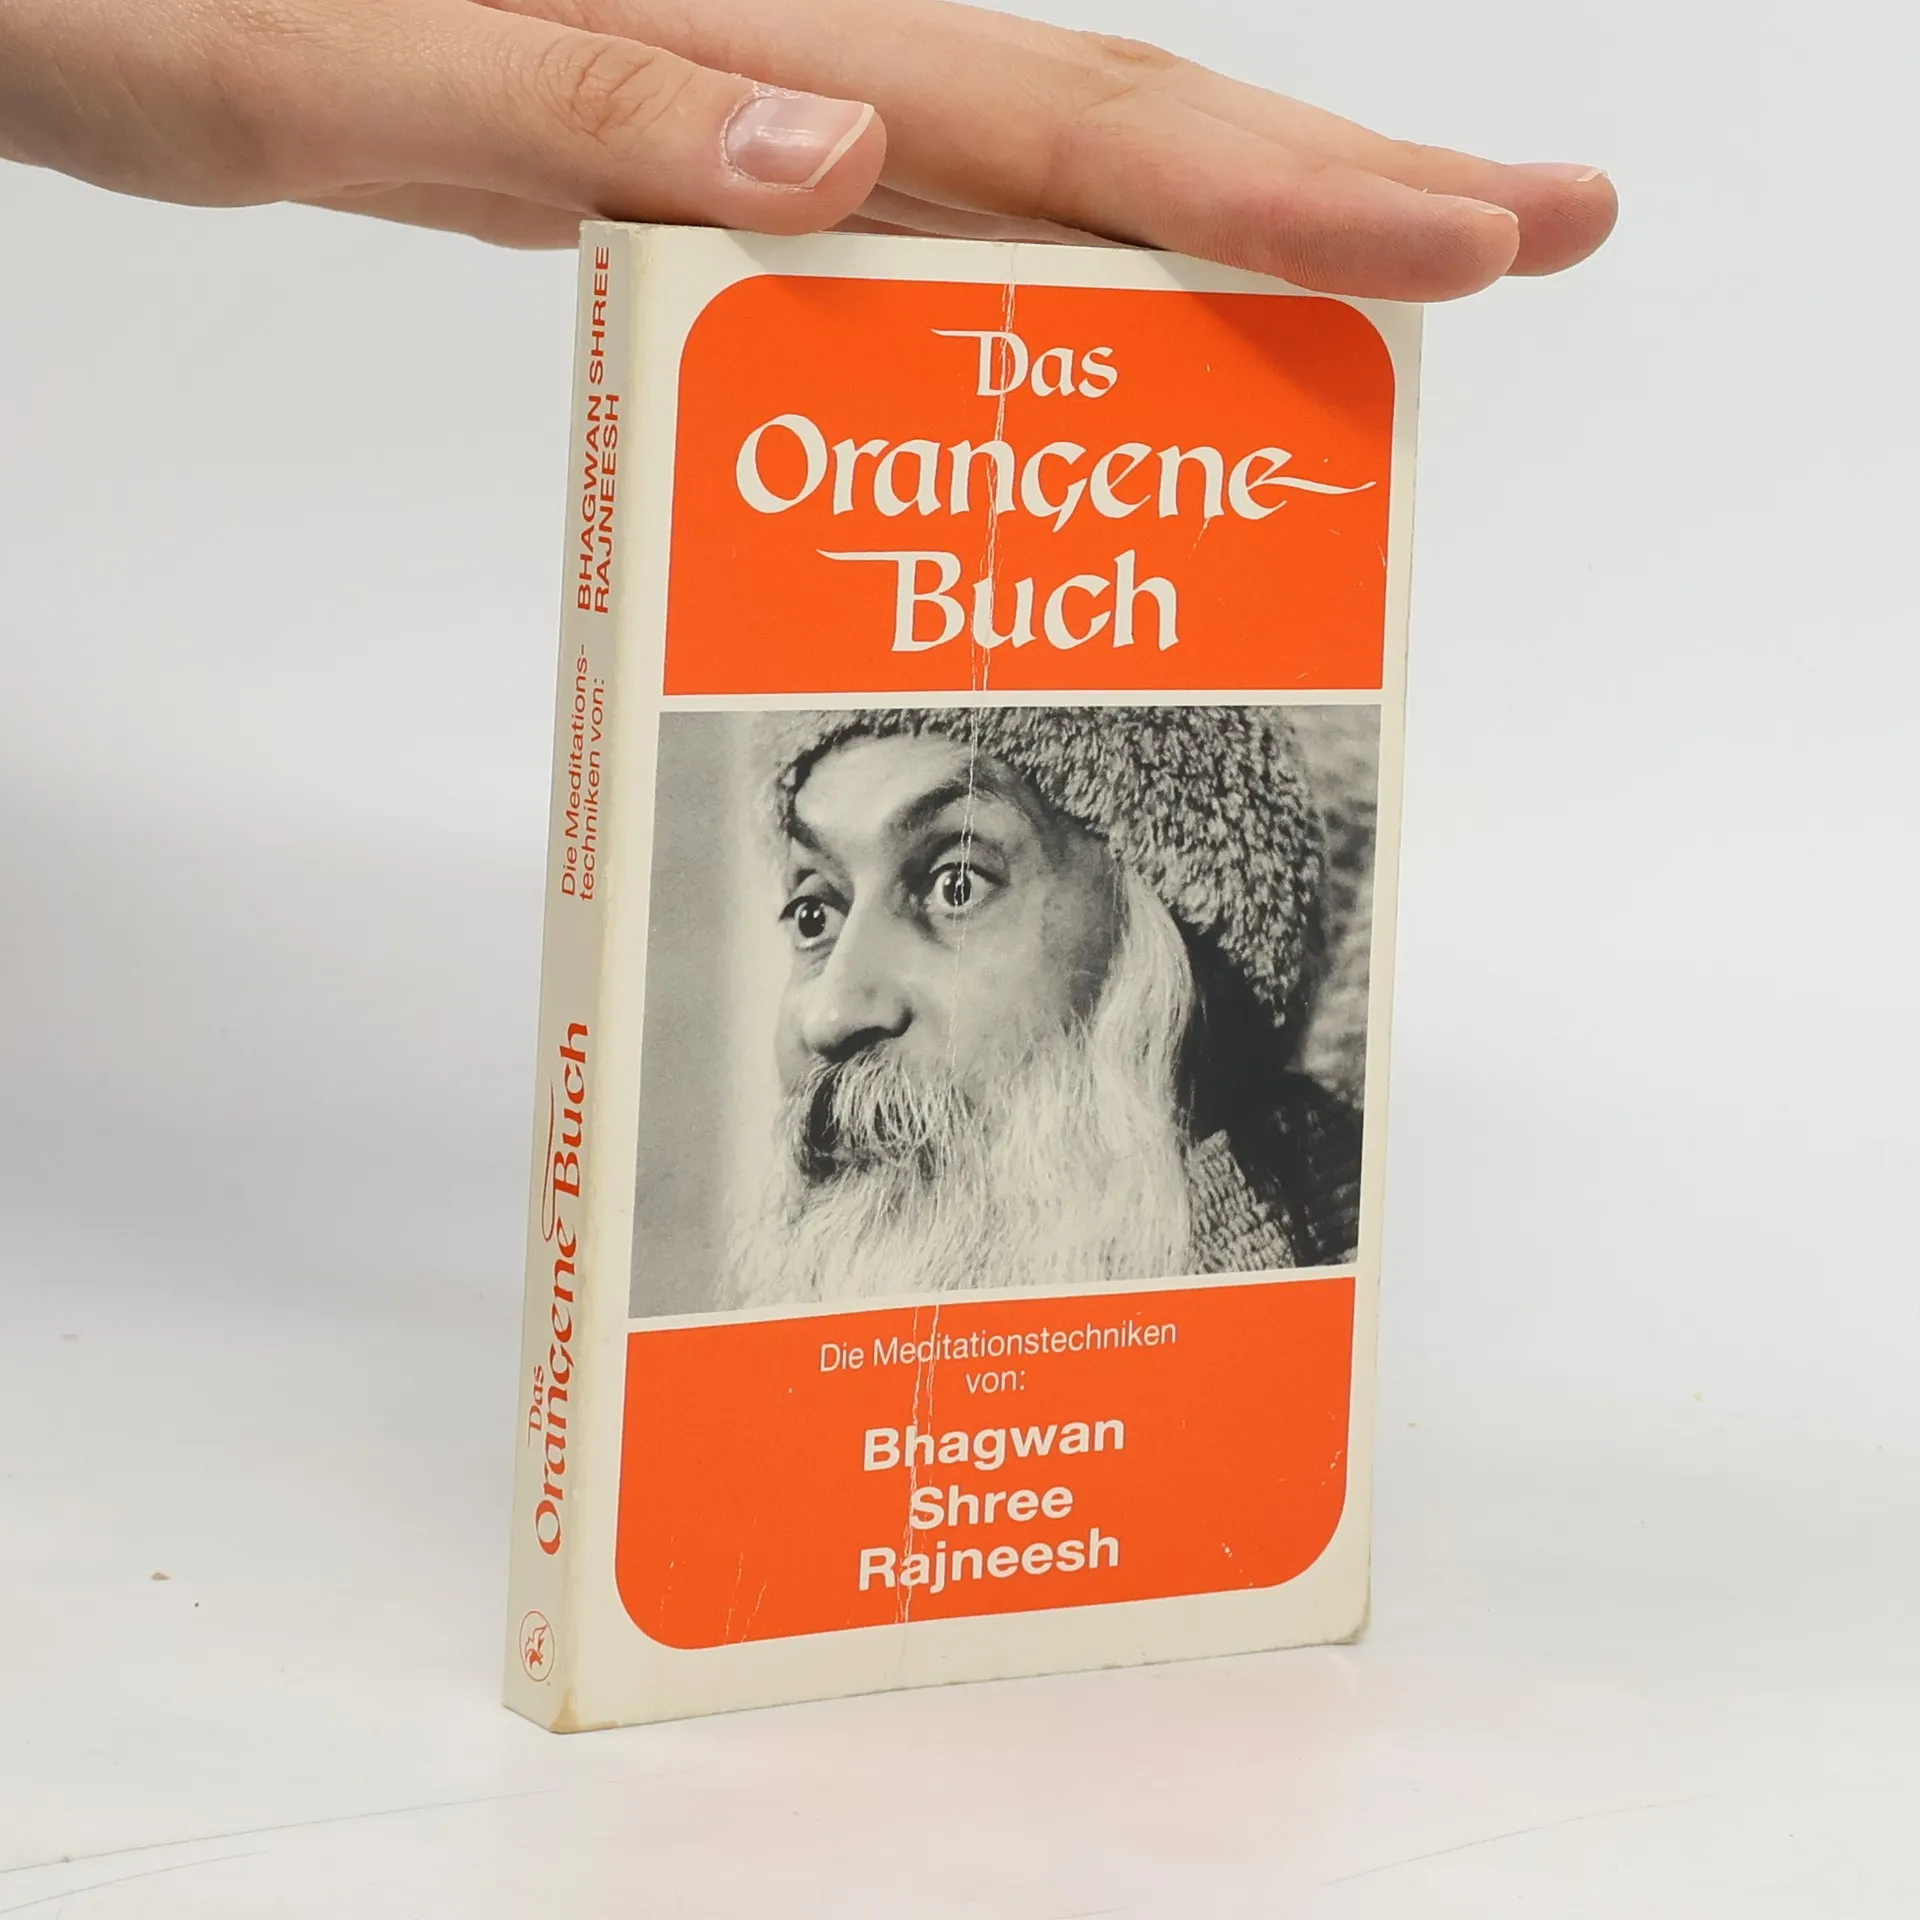 Das
Orangene
Buch
Die Meditationstechniken
von:
Bhagwan
Shree
Rajneesh
Das
Orangene Buch
Die Meditations-
techniken von:
BHAGWAN SHREE
RAJNEESH